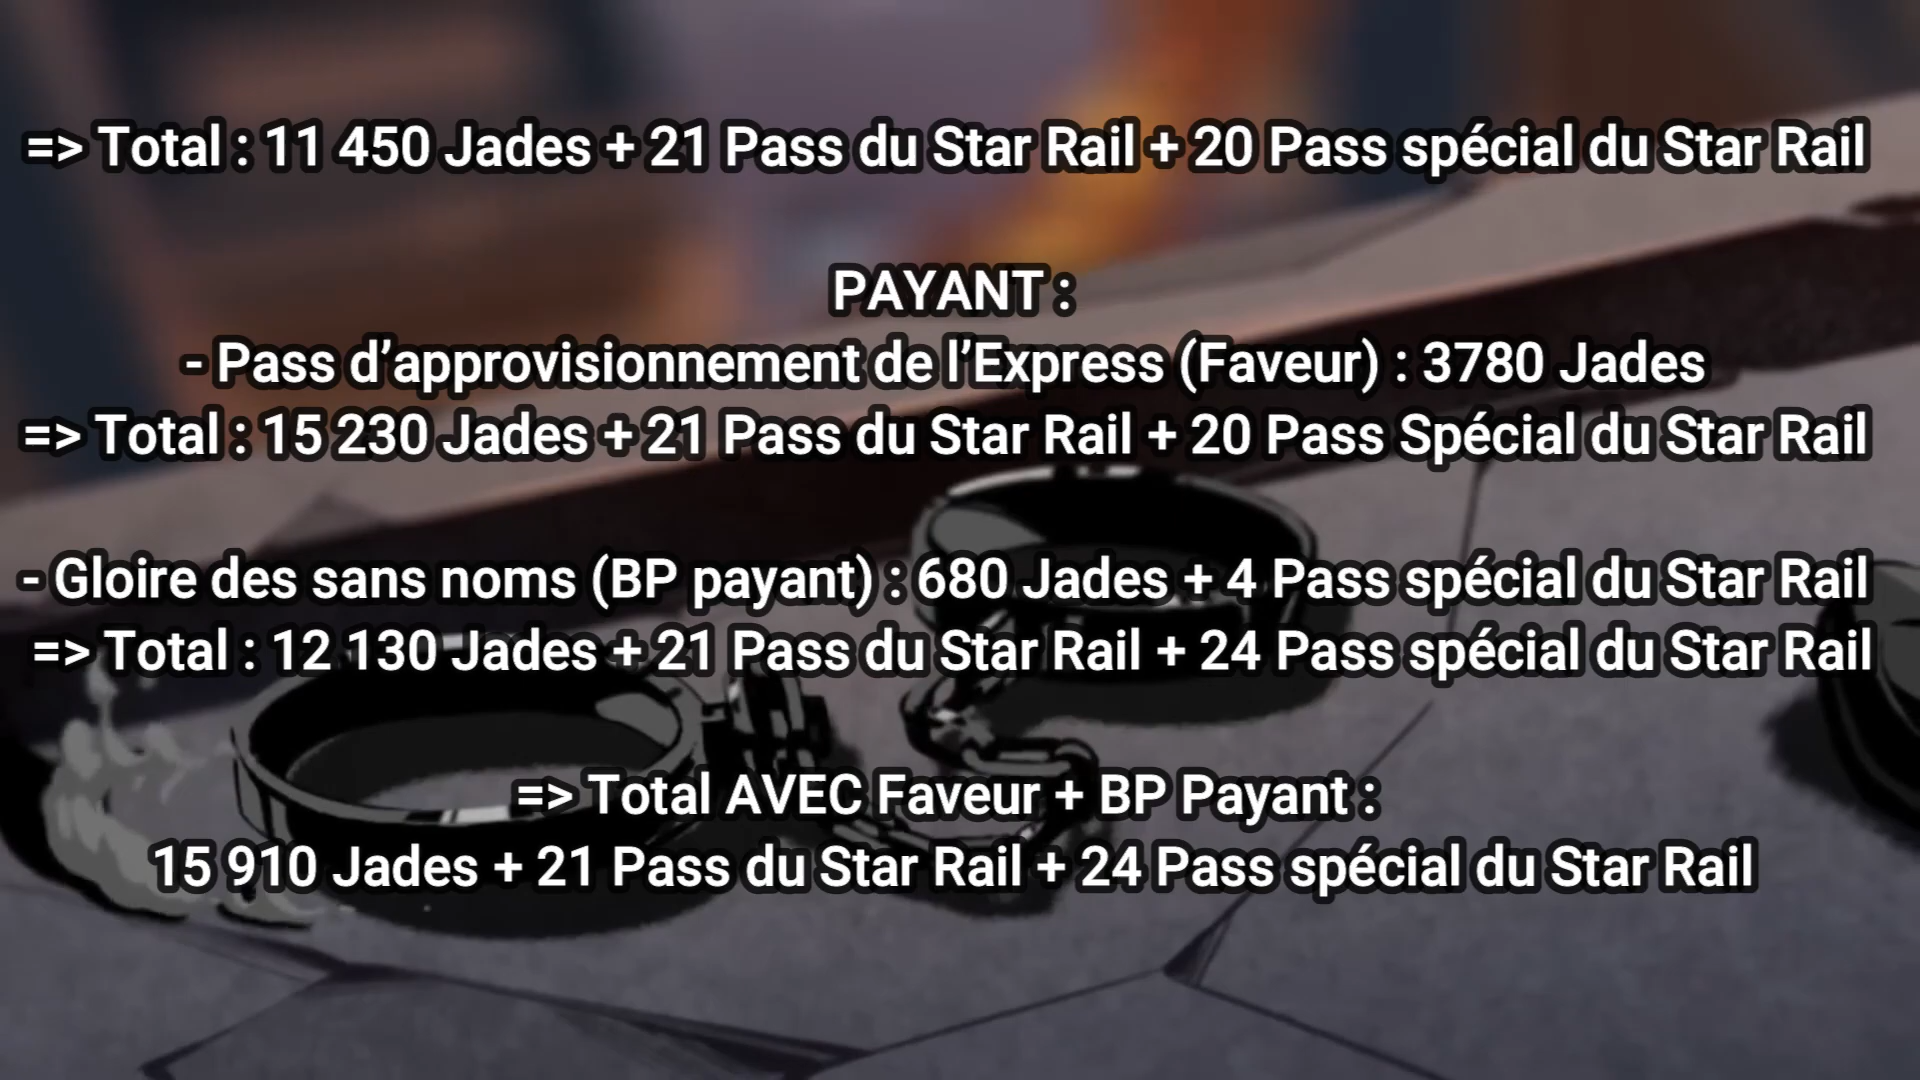 => Total : 11 450 Jades + 21 Pass du Star Rail + 20 Pass spécial du Star Rail
PAYANT :
- Pass d’approvisionnement de l’Express (Faveur) : 3780 Jades
=> Total : 15 230 Jades + 21 Pass du Star Rail + 20 Pass Spécial du Star Rail
- Gloire des sans noms (BP payant) : 680 Jades + 4 Pass spécial du Star Rail
=> Total : 12 130 Jades + 21 Pass du Star Rail + 24 Pass spécial du Star Rail
=> Total AVEC Faveur + BP Payant :
15 910 Jades + 21 Pass du Star Rail + 24 Pass spécial du Star Rail